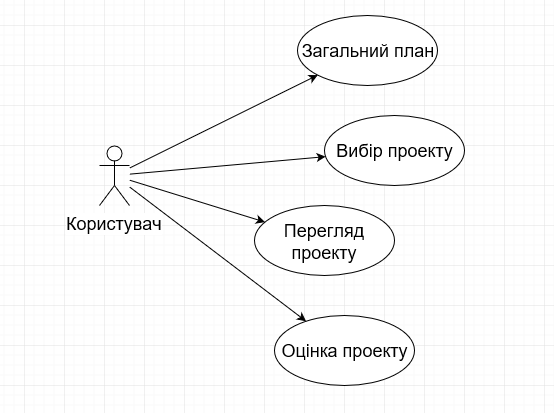 Загальний план
Вибір проекту
Користувач
Перегляд
проекту
Оцінка проекту